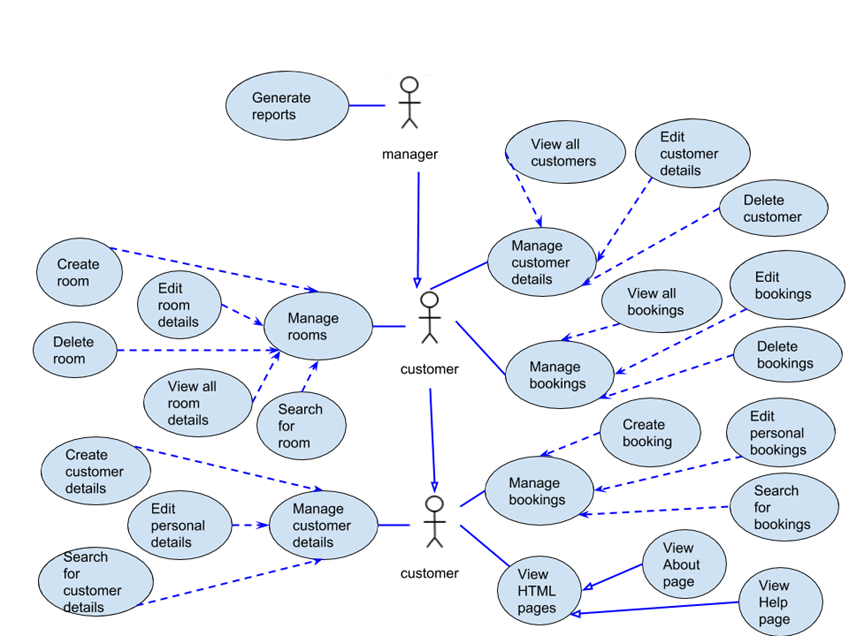 Generate
reports
manager
View all
customers
Edit
customer
details
Delete
customer
Manage
customer
details
Create
room
Edit
room
details
Manage
rooms
Delete
room
View all
room
details
Search
for
room
customer
View all
bookings
Edit
bookings
Manage
bookings
Delete
bookings
Create
customer
details
Edit
personal
details
Manage
customer
details
Search
for
customer
details
customer
Create
booking
Edit
personal
bookings
Manage
bookings
Search
for
bookings
View
HTML
pages
View
About
page
View
Help
page